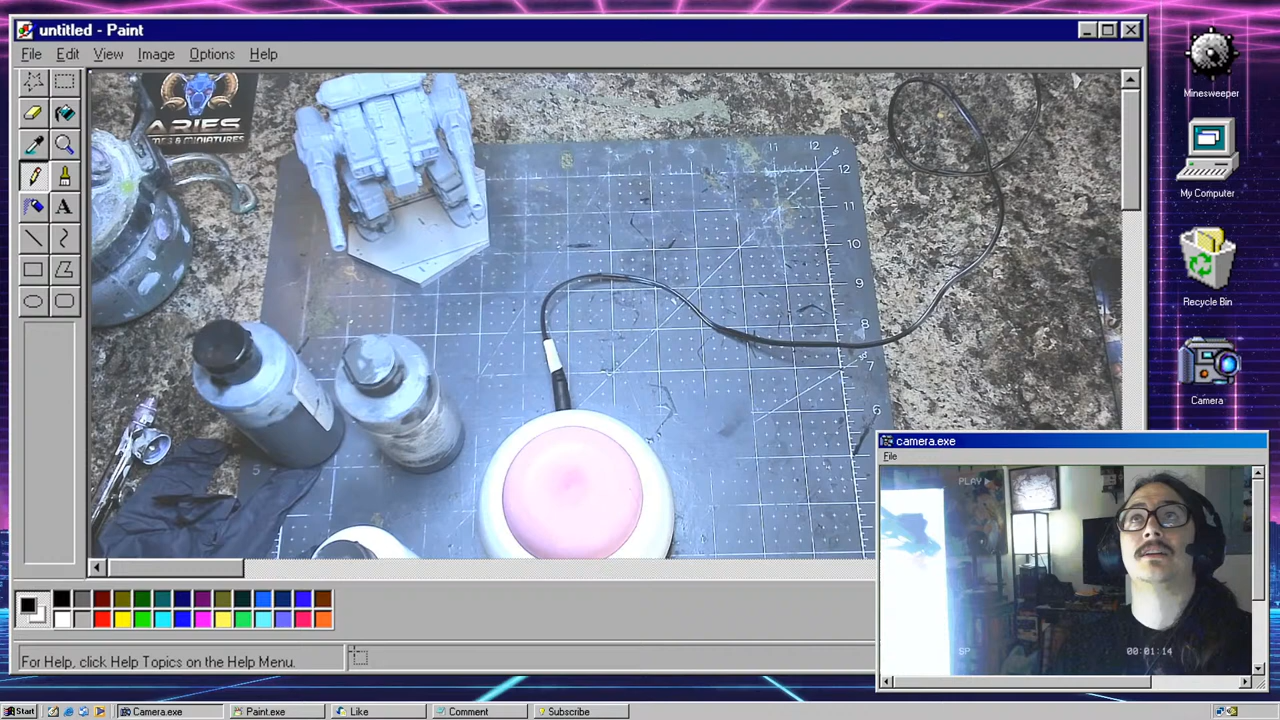 untitled - Paint
File Edit View Image Options Help
ARIES
& MINIATURES
11 12
12
11
10
9
8
7
6
5
Minesweeper
My Computer
Recycle Bin
Camera
camera.exe
File
PLAY
SP
00:01:14
For Help, click Help Topics on the Help Menu.
Start
Camera.exe
Paint.exe
Like
Comment
Subscribe